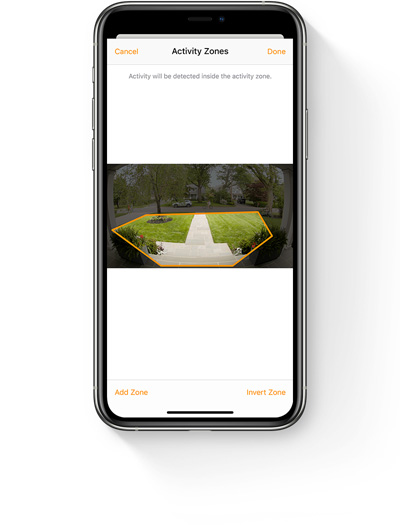 Cancel Activity Zones Done
Activity will be detected inside the activity zone.
Add Zone Invert Zone